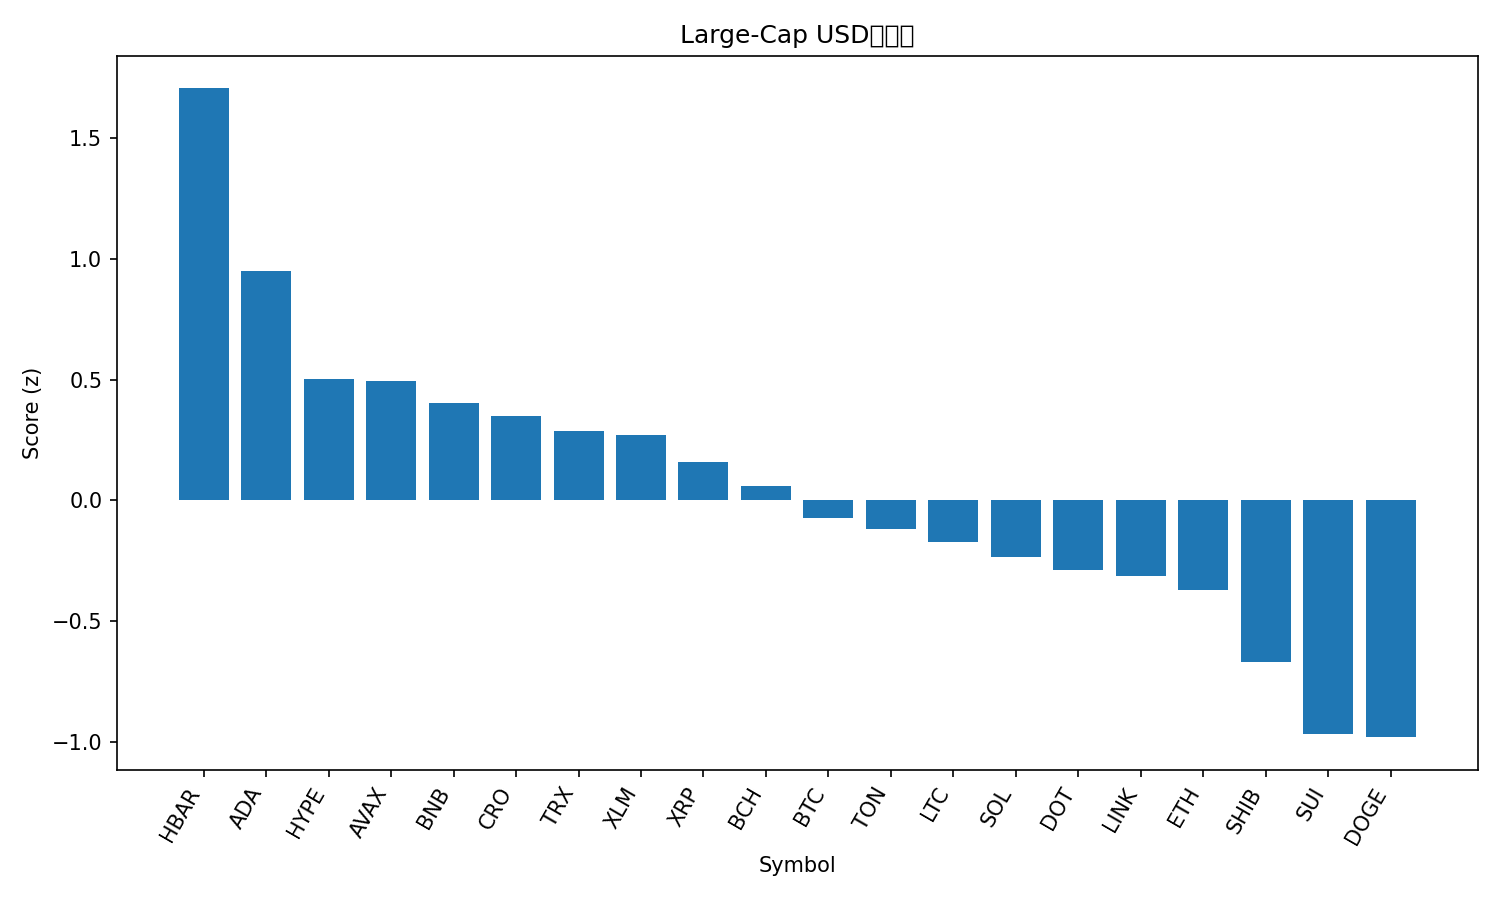 Large-Cap USD
Score (z)
1.5
1.0
0.5
0.0
−0.5
−1.0
HBAR
ADA
HYPE
AVAX
BNB
CRO
TRX
XLM
XRP
BCH
BTC
TON
LTC
SOL
DOT
LINK
ETH
SHIB
SUI
DOGE
Symbol